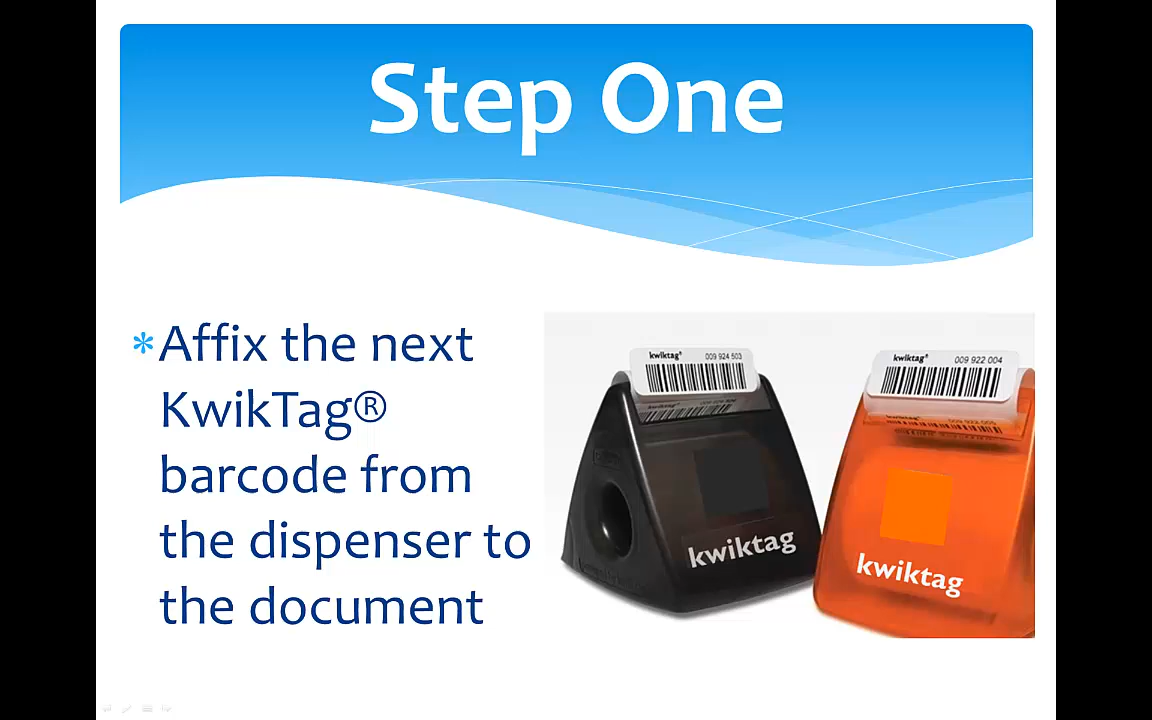 Step One
*Affix the next
KwikTag®
barcode from
the dispenser to
the document
kwiktag® 009 924 503
kwiktag® 009 922 004
kwiktag
kwiktag